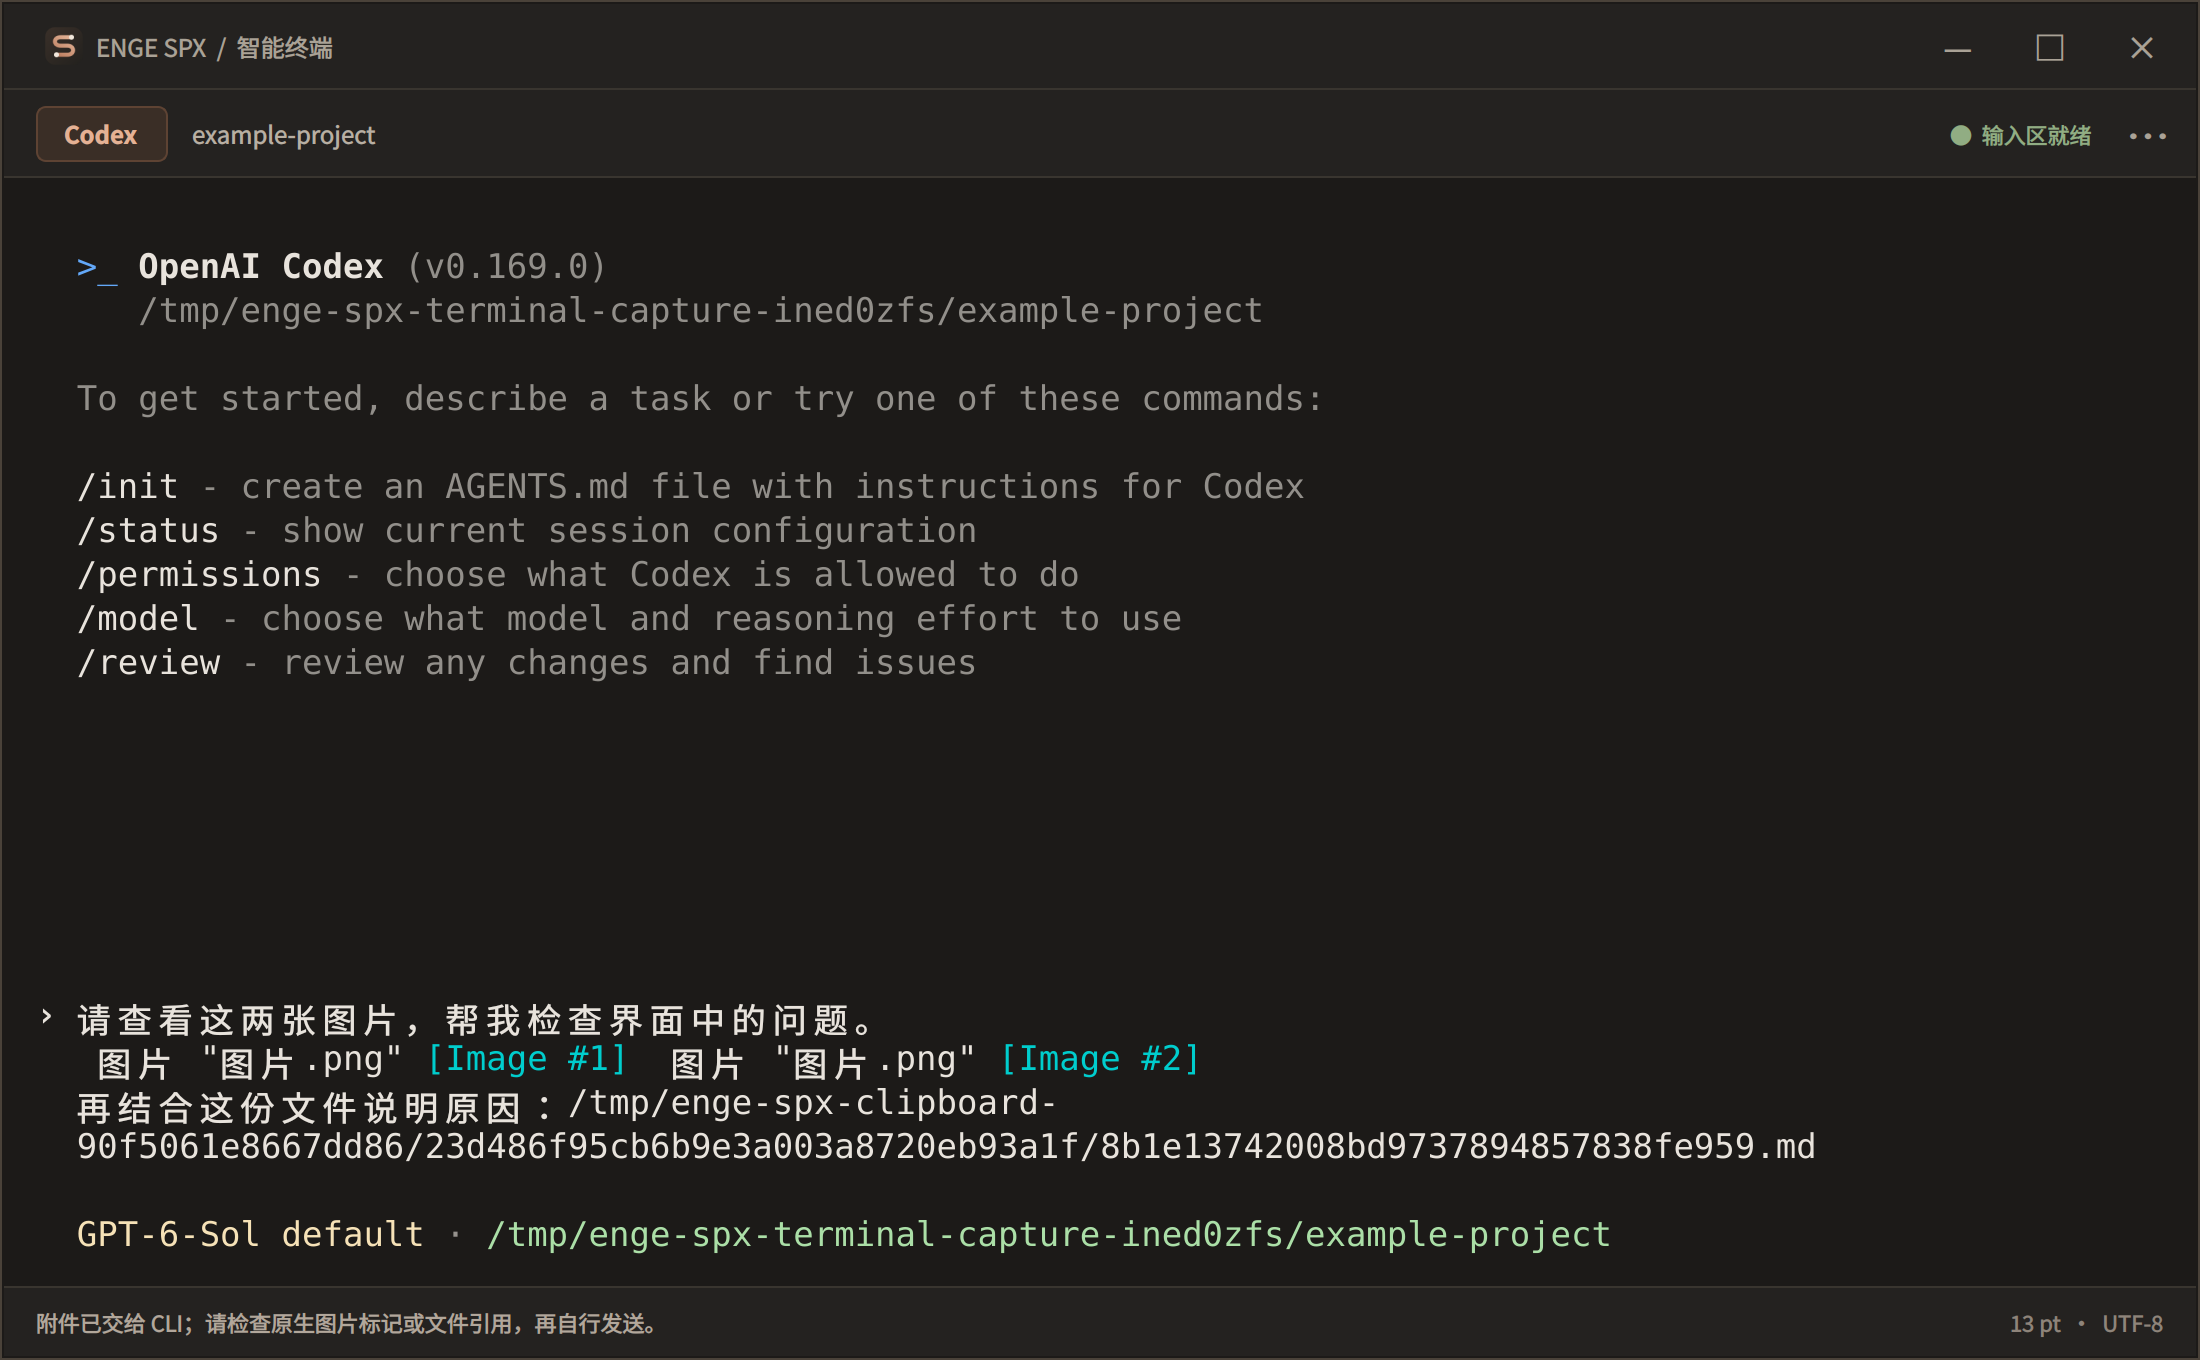 ENGE SPX / 智能终端
Codex example-project
输入区就绪
>_ OpenAI Codex (v0.169.0)
/tmp/enge-spx-terminal-capture-ined0zfs/example-project
To get started, describe a task or try one of these commands:
/init - create an AGENTS.md file with instructions for Codex
/status - show current session configuration
/permissions - choose what Codex is allowed to do
/model - choose what model and reasoning effort to use
/review - review any changes and find issues
› 请查看这两张图片，帮我检查界面中的问题。
图片 "图片.png" [Image #1] 图片 "图片.png" [Image #2]
再结合这份文件说明原因：/tmp/enge-spx-clipboard-
90f5061e8667dd86/23d486f95cb6b9e3a003a8720eb93a1f/8b1e13742008bd9737894857838fe959.md
GPT-6-Sol default · /tmp/enge-spx-terminal-capture-ined0zfs/example-project
附件已交给 CLI；请检查原生图片标记或文件引用，再自行发送。
13 pt • UTF-8